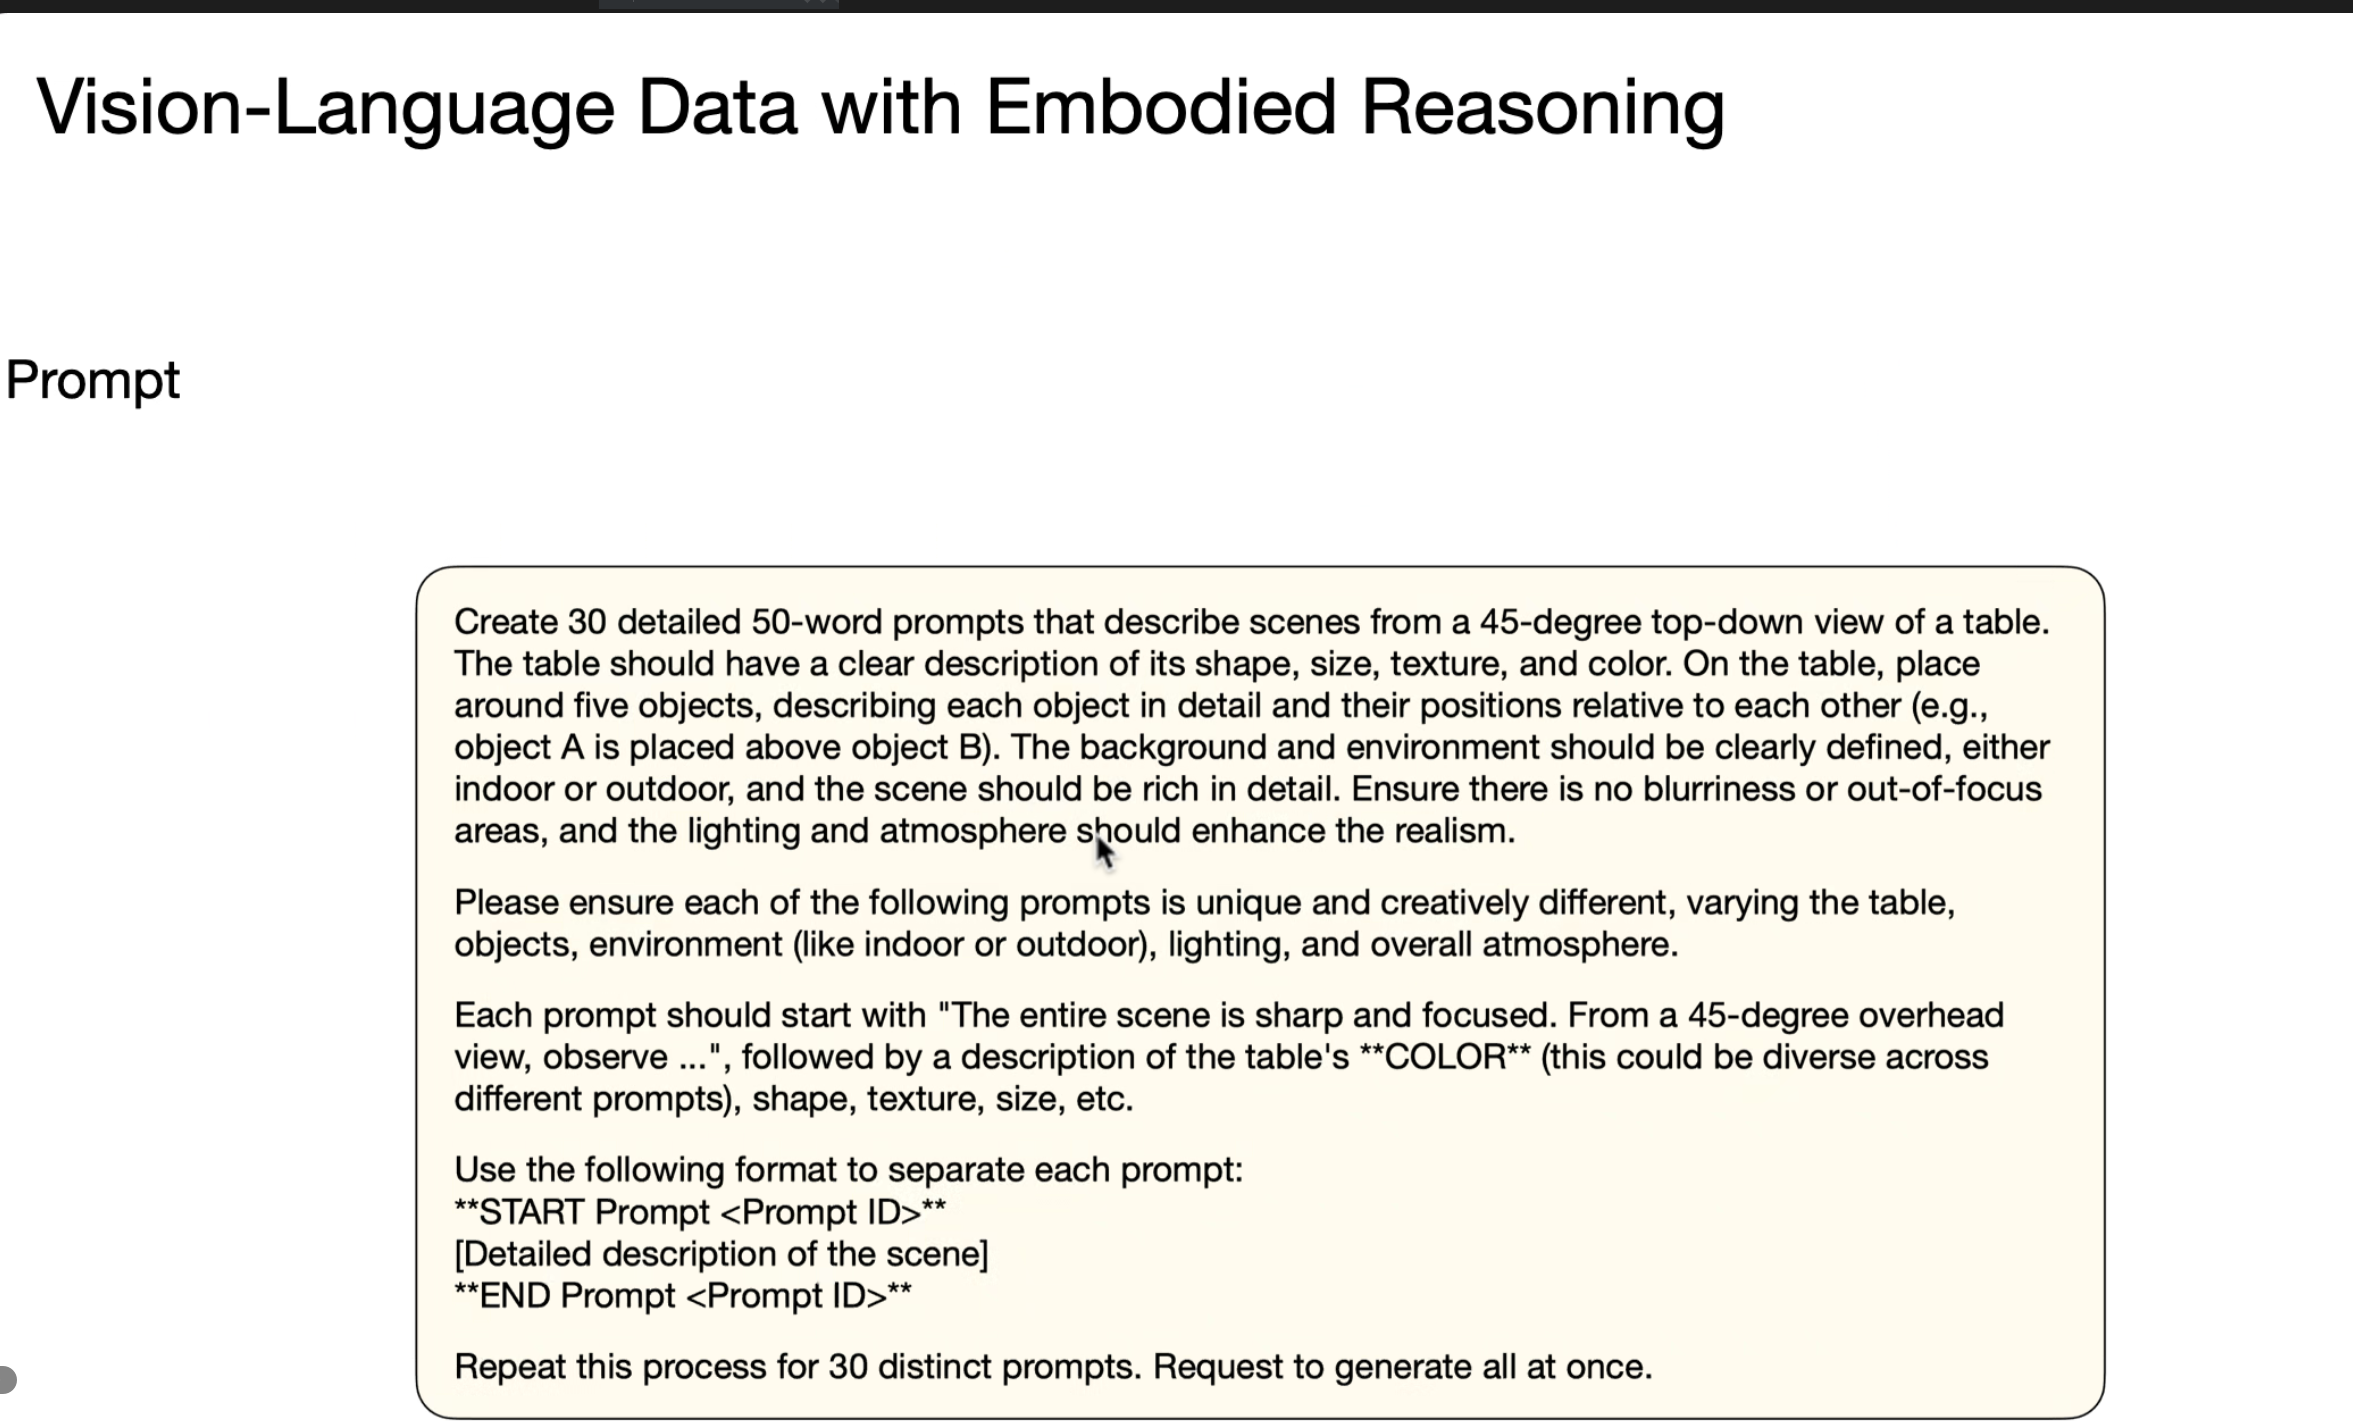 Vision-Language Data with Embodied Reasoning
Prompt
Create 30 detailed 50-word prompts that describe scenes from a 45-degree top-down view of a table.
The table should have a clear description of its shape, size, texture, and color. On the table, place
around five objects, describing each object in detail and their positions relative to each other (e.g.,
object A is placed above object B). The background and environment should be clearly defined, either
indoor or outdoor, and the scene should be rich in detail. Ensure there is no blurriness or out-of-focus
areas, and the lighting and atmosphere should enhance the realism.
Please ensure each of the following prompts is unique and creatively different, varying the table,
objects, environment (like indoor or outdoor), lighting, and overall atmosphere.
Each prompt should start with "The entire scene is sharp and focused. From a 45-degree overhead
view, observe ...", followed by a description of the table's **COLOR** (this could be diverse across
different prompts), shape, texture, size, etc.
Use the following format to separate each prompt:
**START Prompt <Prompt ID>**
[Detailed description of the scene]
**END Prompt <Prompt ID>**
Repeat this process for 30 distinct prompts. Request to generate all at once.